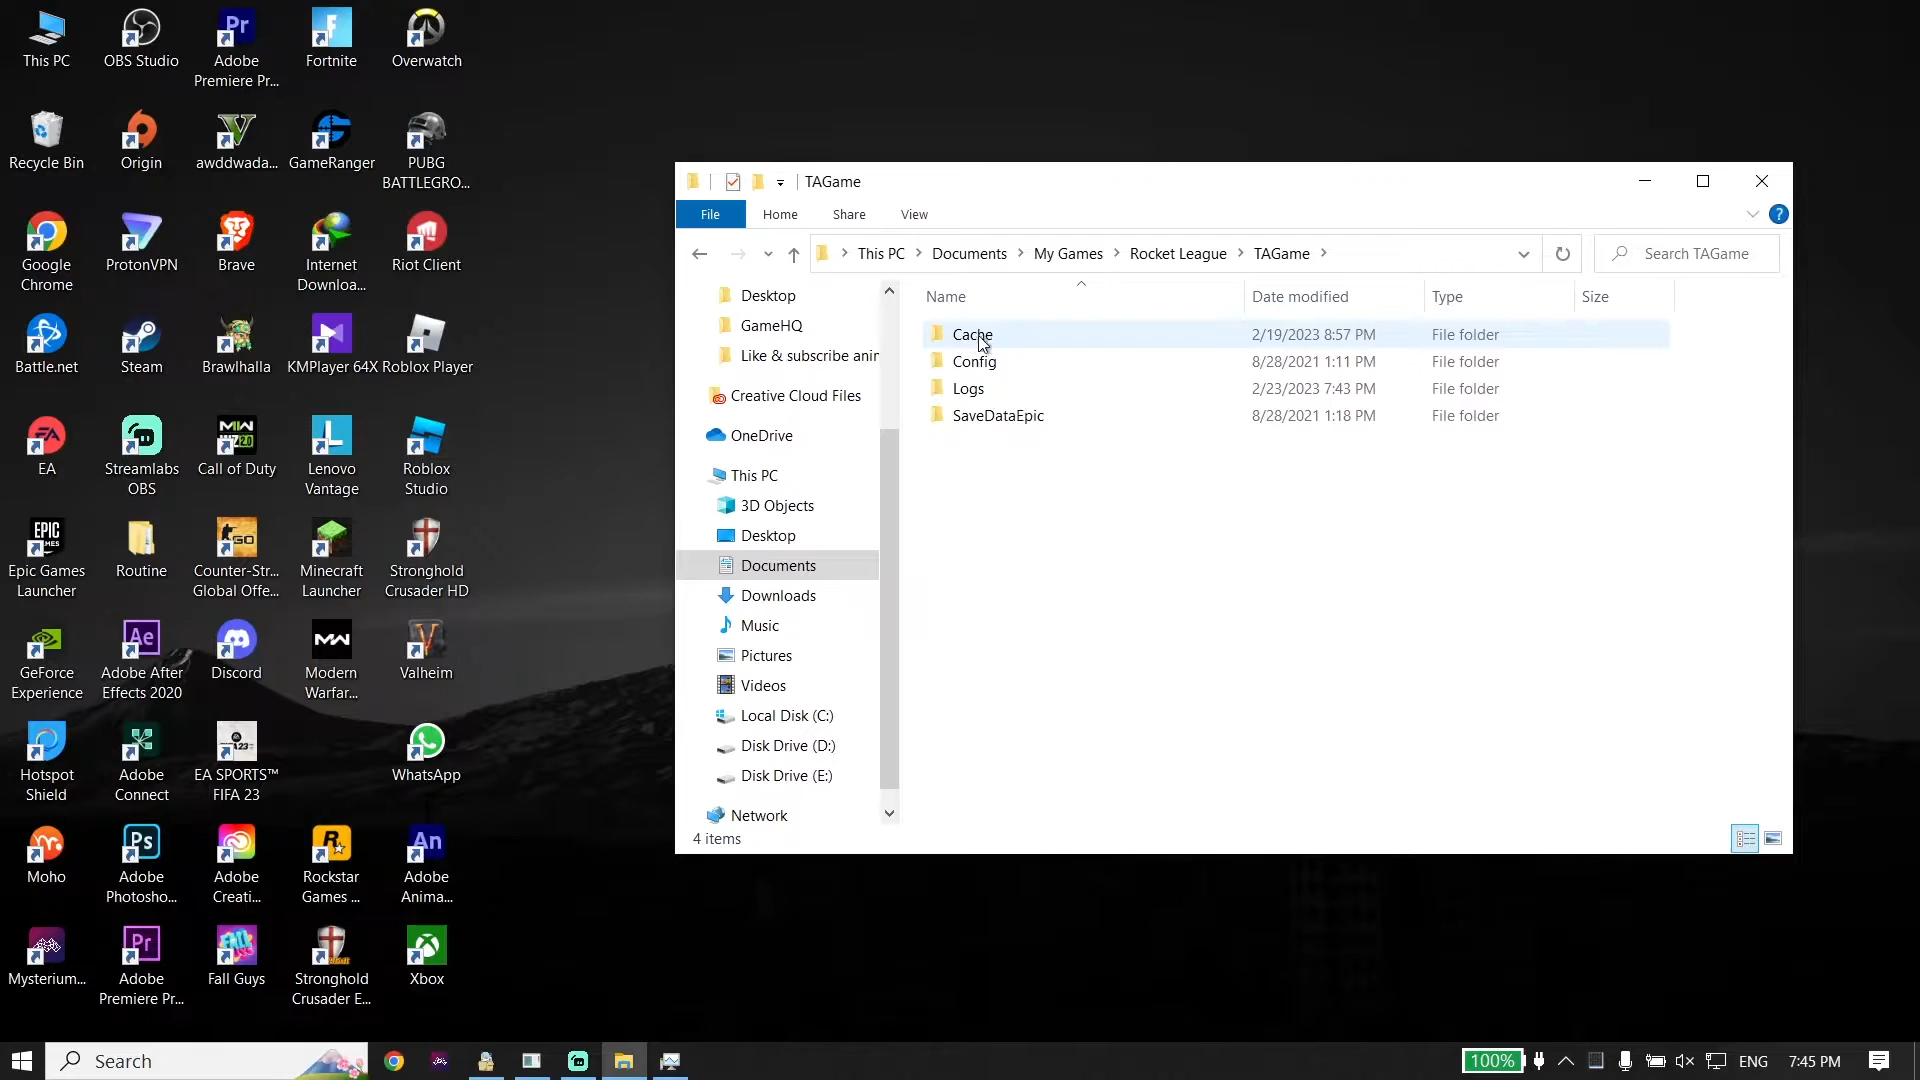 This PC
OBS Studio
Adobe
Premiere Pr...
Fortnite
Overwatch
Recycle Bin
Origin
awddwada...
GameRanger
PUBG
BATTLEGRO...
Google
Chrome
ProtonVPN
Brave
Internet
Downloa...
Riot Client
Battle.net
Steam
Brawlhalla
KMPlayer 64X
Roblox Player
EA
Streamlabs
OBS
Call of Duty
Lenovo
Vantage
Roblox
Studio
Epic Games
Launcher
Routine
Counter-Str...
Global Offe...
Minecraft
Launcher
Stronghold
Crusader HD
GeForce
Experience
Adobe After
Effects 2020
Discord
Modern
Warfar...
Valheim
Hotspot
Shield
Adobe
Connect
EA SPORTS™
FIFA 23
WhatsApp
Moho
Adobe
Photosho...
Adobe
Creati...
Rockstar
Games ...
Adobe
Anima...
Mysterium...
Adobe
Premiere Pr...
Fall Guys
Stronghold
Crusader E...
Xbox
TAGame
File Home Share View
This PC > Documents > My Games > Rocket League > TAGame >
Search TAGame
Desktop
GameHQ
Like & subscribe anir
Creative Cloud Files
OneDrive
This PC
3D Objects
Desktop
Documents
Downloads
Music
Pictures
Videos
Local Disk (C:)
Disk Drive (D:)
Disk Drive (E:)
Network
Name Date modified Type Size
Cache 2/19/2023 8:57 PM File folder
Config 8/28/2021 1:11 PM File folder
Logs 2/23/2023 7:43 PM File folder
SaveDataEpic 8/28/2021 1:18 PM File folder
4 items
Search
100%
ENG
7:45 PM